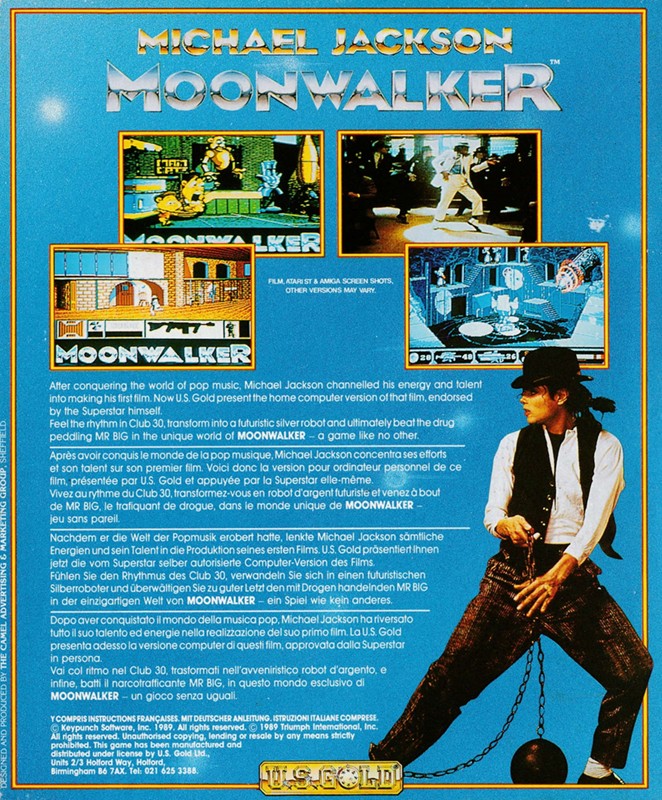 MICHAEL JACKSON
MOONWALKER™
MOONWALKER
FILM, ATARI ST & AMIGA SCREEN SHOTS,
OTHER VERSIONS MAY VARY.
MOONWALKER
20 40 26
After conquering the world of pop music, Michael Jackson channelled his energy and talent
into making his first film. Now U.S. Gold present the home computer version of that film, endorsed
by the Superstar himself.
Feel the rhythm in Club 30, transform into a futuristic silver robot and ultimately beat the drug
peddling MR BIG in the unique world of MOONWALKER – a game like no other.
Après avoir conquis le monde de la pop musique, Michael Jackson concentra ses efforts
et son talent sur son premier film. Voici donc la version pour ordinateur personnel de ce
film, présentée par U.S. Gold et appuyée par la Superstar elle-même.
Vivez au rythme du Club 30, transformez-vous en robot d'argent futuriste et venez à bout
de MR BIG, le trafiquant de drogue, dans le monde unique de MOONWALKER –
jeu sans pareil.
Nachdem er die Welt der Popmusik erobert hatte, lenkte Michael Jackson sämtliche
Energien und sein Talent in die Produktion seines ersten Films. U.S. Gold präsentiert Ihnen
jetzt die vom Superstar selber autorisierte Computer-Version des Films.
Fühlen Sie den Rhythmus des Club 30, verwandeln Sie sich in einen futuristischen
Silberroboter und überwältigen Sie zu guter Letzt den mit Drogen handelnden MR BIG
in der einzigartigen Welt von MOONWALKER – ein Spiel wie kein anderes.
Dopo aver conquistato il mondo della musica pop, Michael Jackson ha riversato
tutto il suo talento ed energie nella realizzazione del suo primo film. La U.S. Gold
presenta adesso la versione computer di questi film, approvata dalla Superstar
in persona.
Vai col ritmo nel Club 30, trasformati nell'avveniristico robot d'argento, e
infine, batti il narcotrafficante MR BIG, in questo mondo esclusivo di
MOONWALKER – un gioco senza uguali.
Y COMPRIS INSTRUCTIONS FRANÇAISES. MIT DEUTSCHER ANLEITUNG. ISTRUZIONI ITALIANE COMPRESE.
© Keypunch Software, Inc. 1989. All rights reserved. © 1989 Triumph International, Inc.
All rights reserved. Unauthorised copying, lending or resale by any means strictly
prohibited. This game has been manufactured and
distributed under license by U.S. Gold Ltd.,
Units 2/3 Holford Way, Holford,
Birmingham B6 7AX. Tel: 021 625 3388.
U.S. GOLD
DESIGNED AND PRODUCED BY THE CAMEL ADVERTISING & MARKETING GROUP, SHEFFIELD